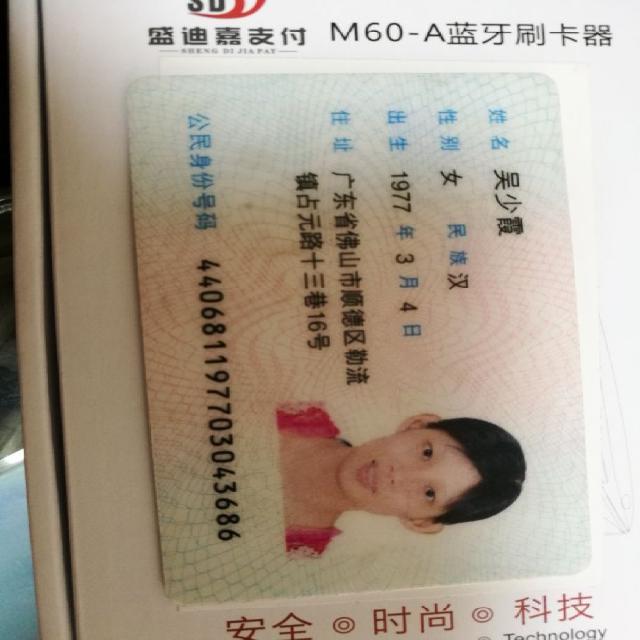 SD
盛迪嘉支付 M60-A蓝牙刷卡器
SHENG DI JIA PAY
姓名 吴少霞
性别 女 民族 汉
出生 1977 年 3 月 4 日
住址 广东省佛山市顺德区勒流
镇占元路十三巷16号
公民身份号码 440681197703043686
安全 ◎ 时尚 ◎ 科技
Technology